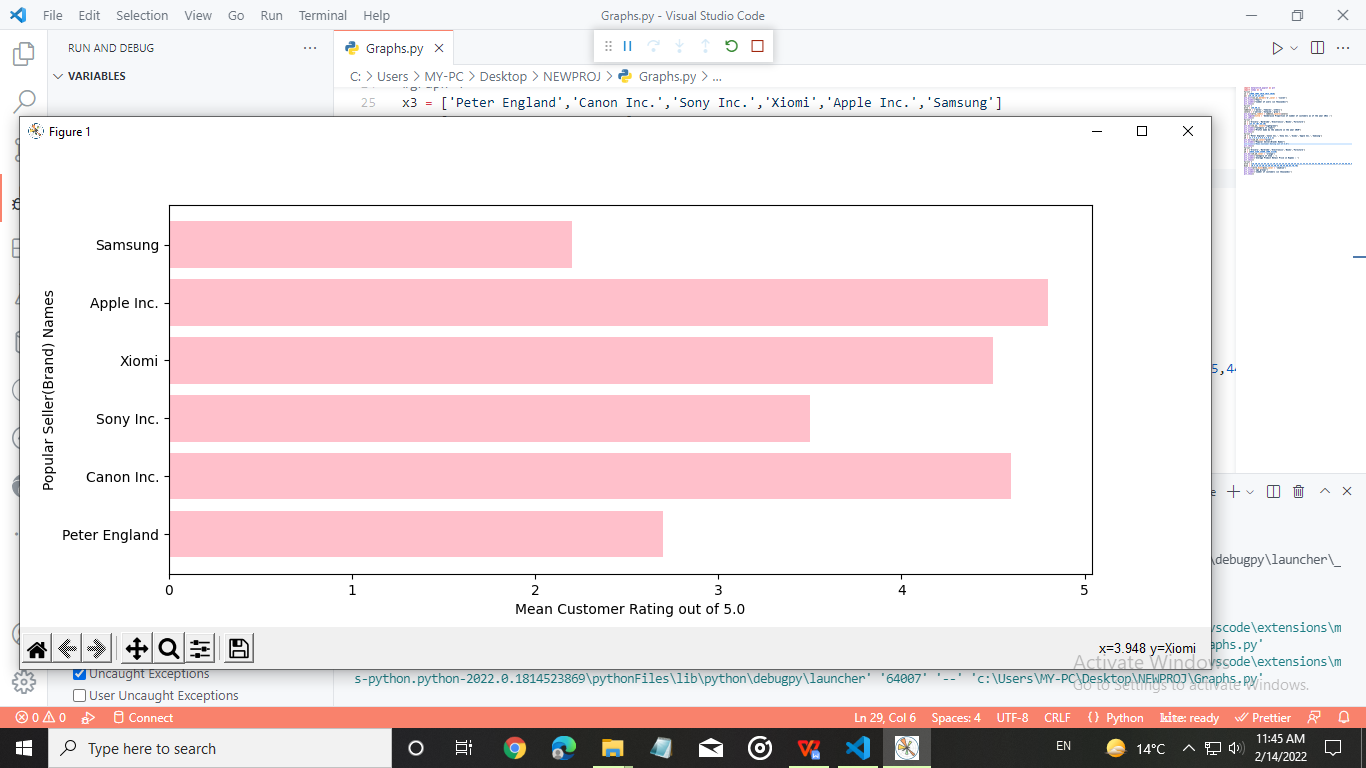 File Edit Selection View Go Run Terminal Help Graphs.py - Visual Studio Code
RUN AND DEBUG
Graphs.py
VARIABLES
C: > Users > MY-PC > Desktop > NEWPROJ > Graphs.py > ...
25 x3 = ['Peter England','Canon Inc.','Sony Inc.','Xiomi','Apple Inc.','Samsung']
Figure 1
Popular Seller(Brand) Names
Samsung
Apple Inc.
Xiomi
Sony Inc.
Canon Inc.
Peter England
0 1 2 3 4 5
Mean Customer Rating out of 5.0
x=3.948 y=Xiomi
\debugpy\launcher\_
vscode\extensions\m
aphs.py'
vscode\extensions\m
s-python.python-2022.0.1814523869\pythonFiles\lib\python\debugpy\launcher' '64007' '--' 'c:\Users\MY-PC\Desktop\NEWPROJ\Graphs.py'
Activate Windows
Go to Settings to activate Windows.
Uncaught Exceptions
User Uncaught Exceptions
0 0 Connect Ln 29, Col 6 Spaces: 4 UTF-8 CRLF Python kite: ready Prettier
Type here to search
EN
14°C
11:45 AM
2/14/2022